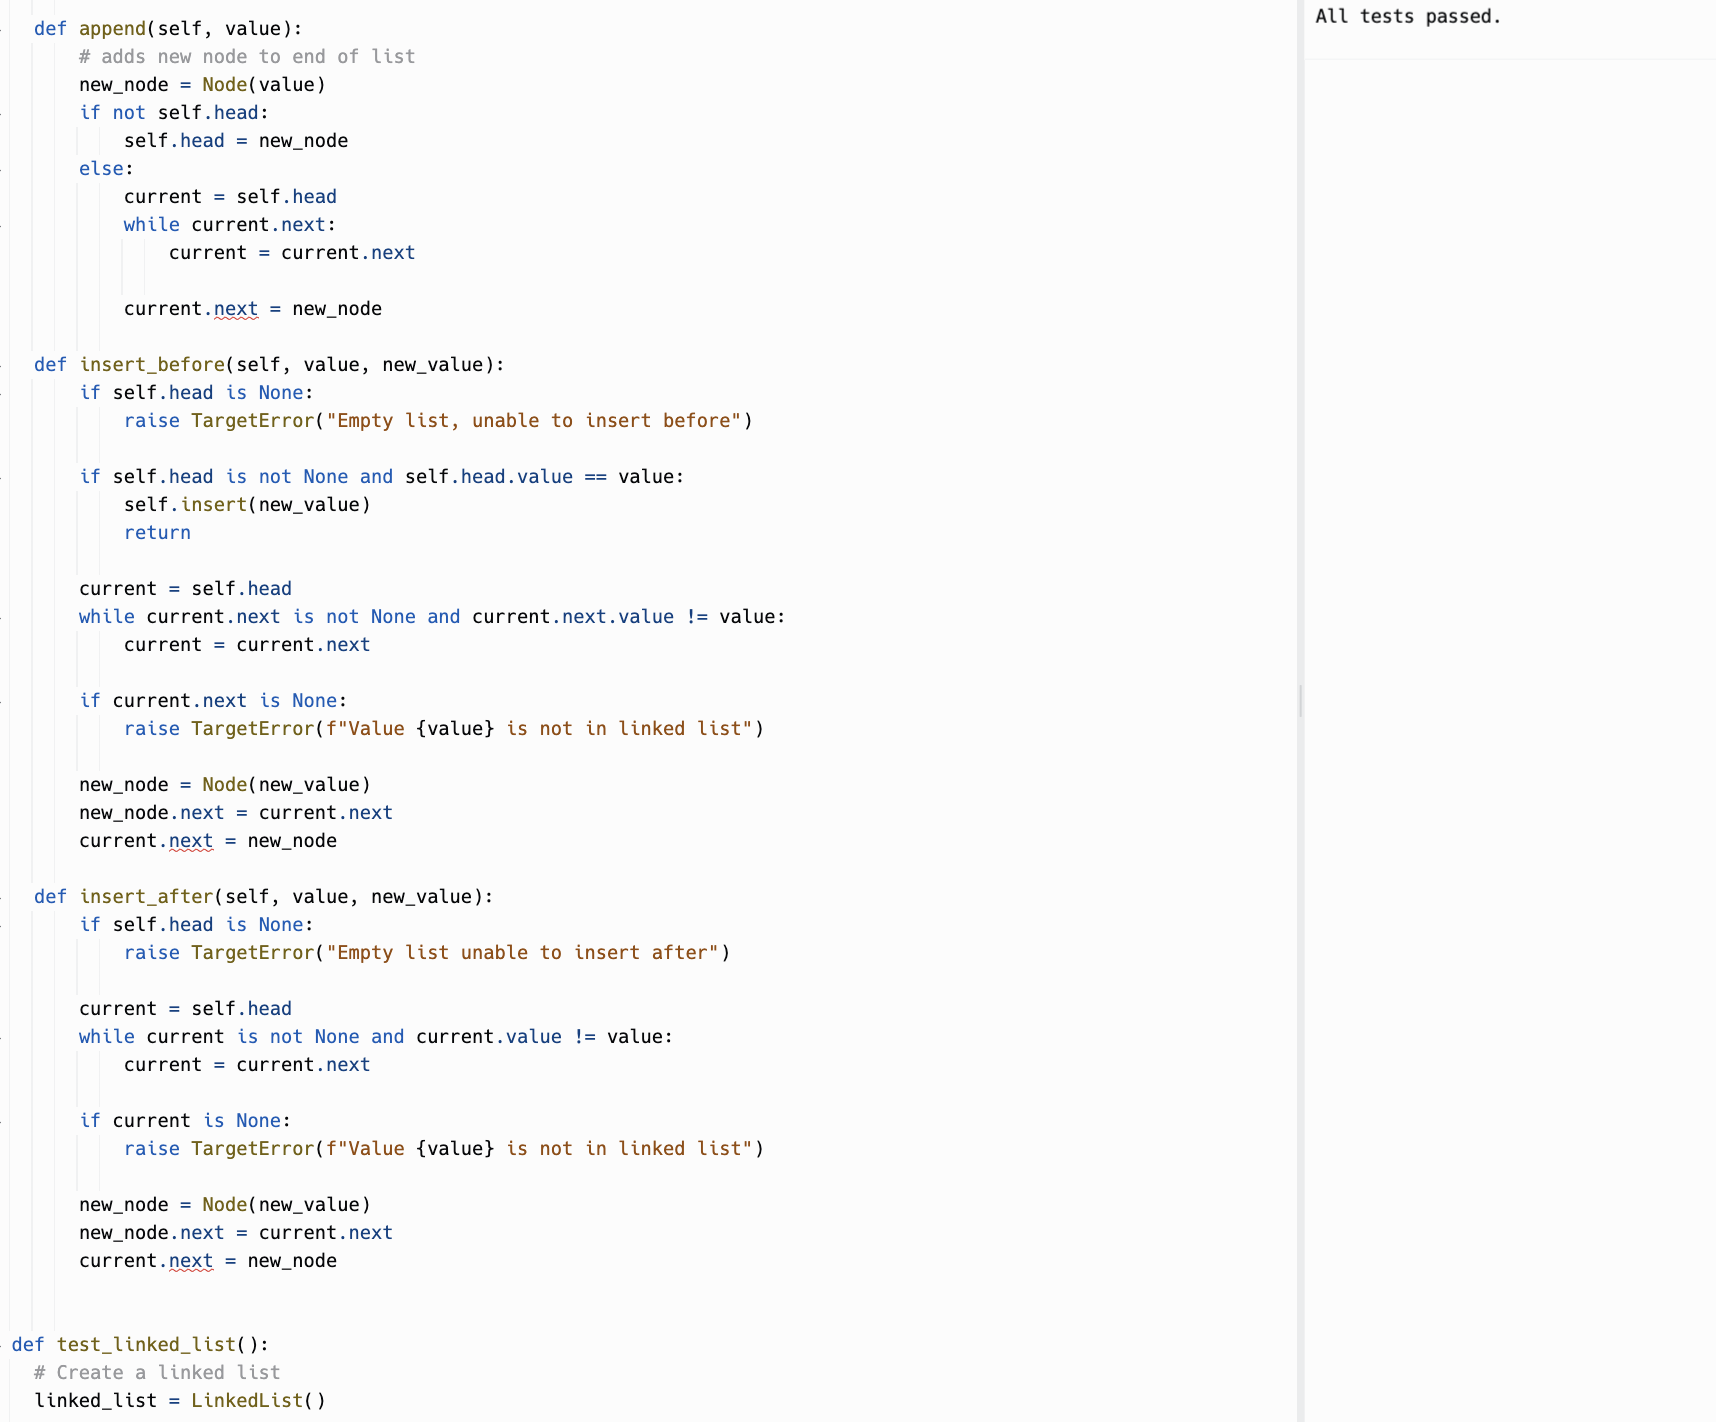 def append(self, value):
# adds new node to end of list
new_node = Node(value)
if not self.head:
self.head = new_node
else:
current = self.head
while current.next:
current = current.next
current.next = new_node
def insert_before(self, value, new_value):
if self.head is None:
raise TargetError("Empty list, unable to insert before")
if self.head is not None and self.head.value == value:
self.insert(new_value)
return
current = self.head
while current.next is not None and current.next.value != value:
current = current.next
if current.next is None:
raise TargetError(f"Value {value} is not in linked list")
new_node = Node(new_value)
new_node.next = current.next
current.next = new_node
def insert_after(self, value, new_value):
if self.head is None:
raise TargetError("Empty list unable to insert after")
current = self.head
while current is not None and current.value != value:
current = current.next
if current is None:
raise TargetError(f"Value {value} is not in linked list")
new_node = Node(new_value)
new_node.next = current.next
current.next = new_node
def test_linked_list():
# Create a linked list
linked_list = LinkedList()
All tests passed.